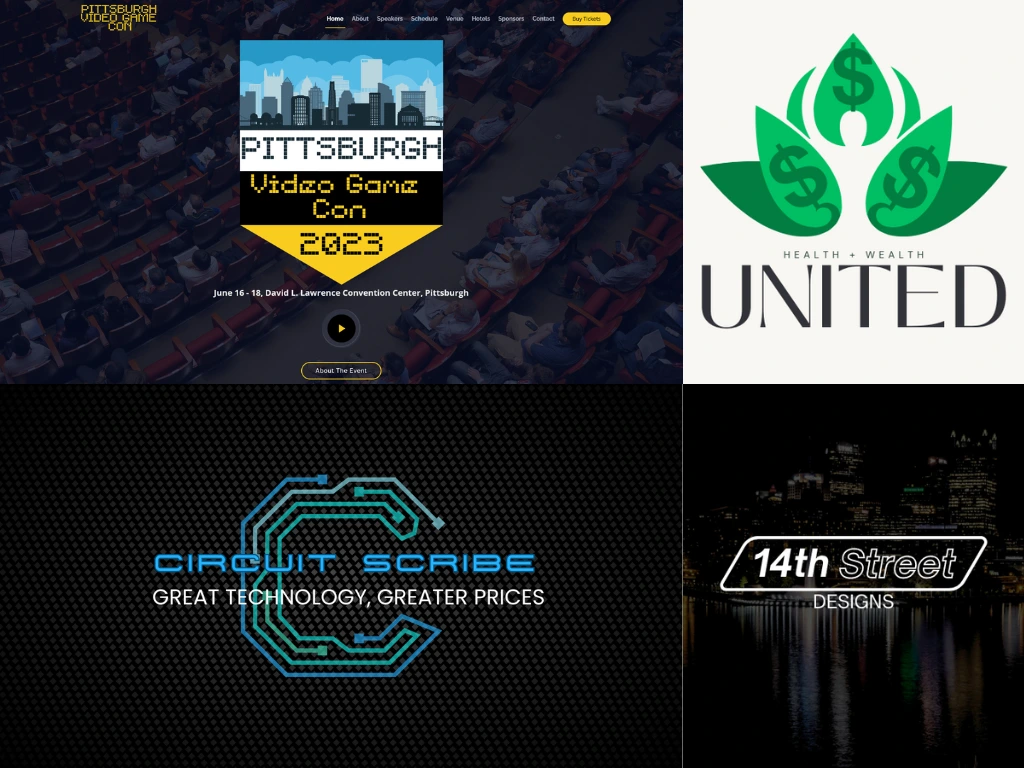 PITTSBURGH
VIDEO GAME
CON
Home About Speakers Schedule Venue Hotels Sponsors Contact Buy Tickets
PITTSBURGH
Video Game
Con
2023
June 16 - 18, David L. Lawrence Convention Center, Pittsburgh
About The Event
$
$ $
HEALTH + WEALTH
UNITED
CIRCUIT SCRIBE
GREAT TECHNOLOGY, GREATER PRICES
14th Street
DESIGNS